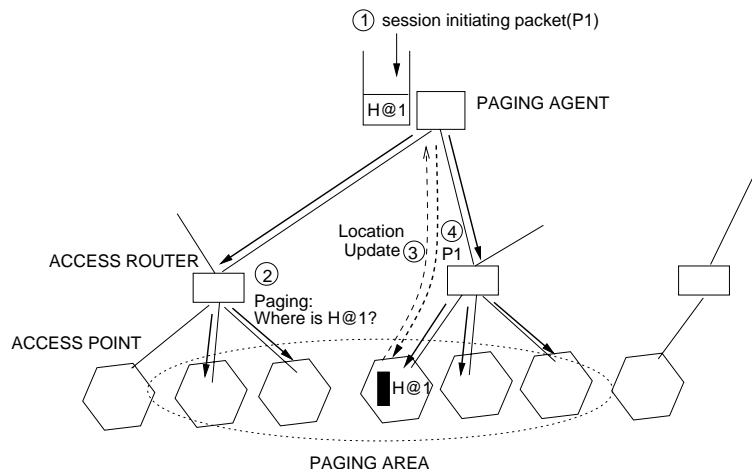 ① session initiating packet(P1)
H@1
PAGING AGENT
Location
Update ③
④
P1
ACCESS ROUTER
②
Paging:
Where is H@1?
ACCESS POINT
H@1
PAGING AREA